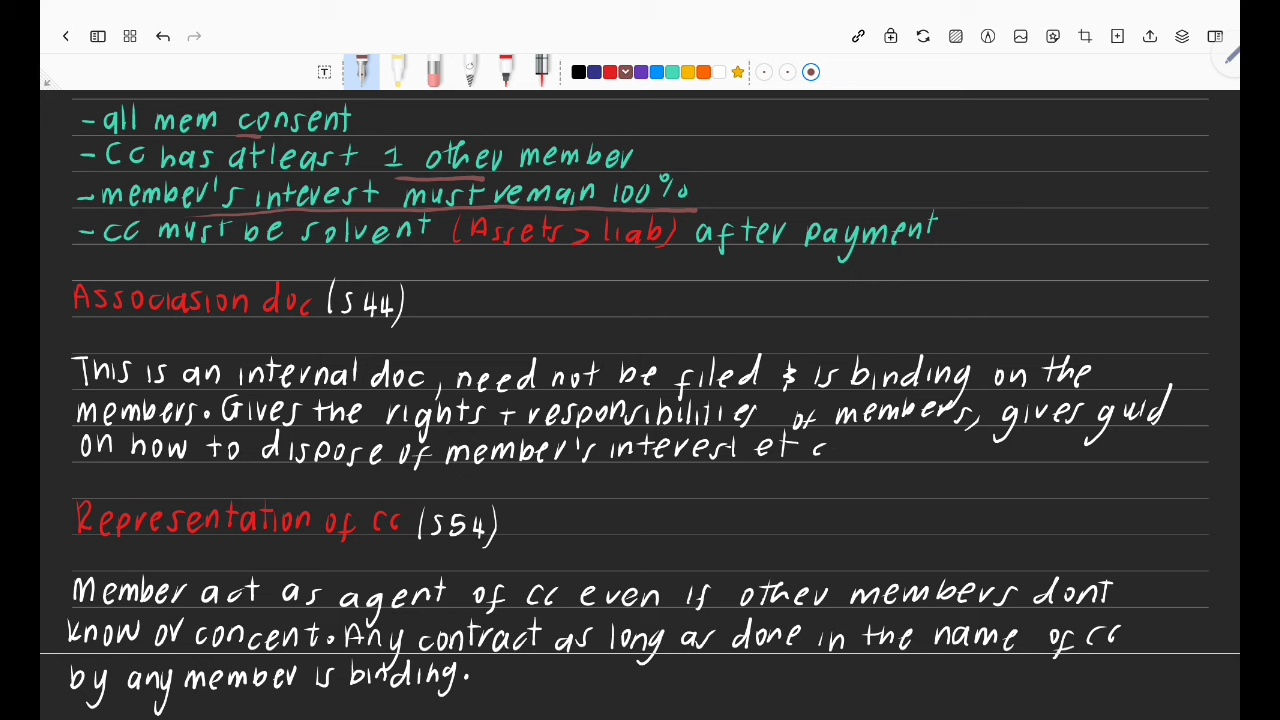 - all mem consent
- CC has atleast 1 other member
- member's interest must remain 100%
- CC must be solvent (Assets > liab) after payment
Associasion doc (s 44)
This is an internal doc, need not be filed & is binding on the
members. Gives the rights + responsibilities of members, gives guid
on how to dispose of member's interest et c
Representation of CC (s54)
Member act as agent of CC even if other members dont
know or concent. Any contract as long as done in the name of CC
by any member is binding.